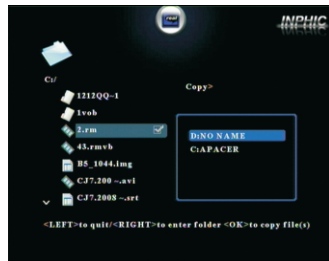 real
INPHIC
C:/
Copy>
1212QQ~1
1vob
2.rm
43.rmvb
B5_1044.img
CJ7.200 ~.avi
CJ7.2008 ~.srt
D:NO NAME
C:APACER
<LEFT>to quit/<RIGHT>to enter folder <OK>to copy file(s)